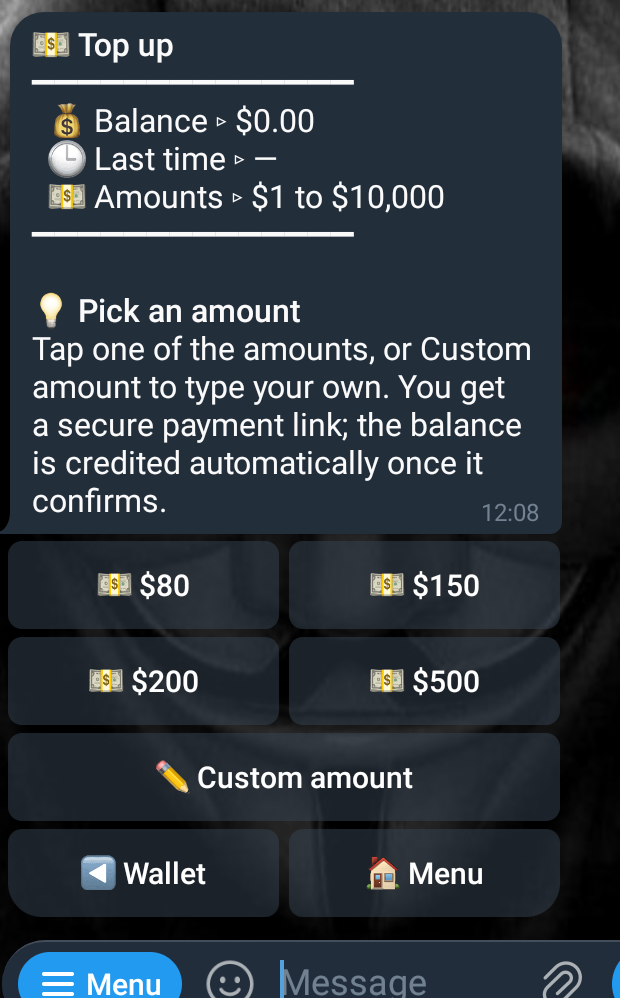 💵 Top up
💰 Balance ▹ $0.00
🕒 Last time ▹ —
💵 Amounts ▹ $1 to $10,000
💡 Pick an amount
Tap one of the amounts, or Custom
amount to type your own. You get
a secure payment link; the balance
is credited automatically once it
confirms.
12:08
💵 $80
💵 $150
💵 $200
💵 $500
✏️ Custom amount
◀️ Wallet
🏠 Menu
Menu
Message